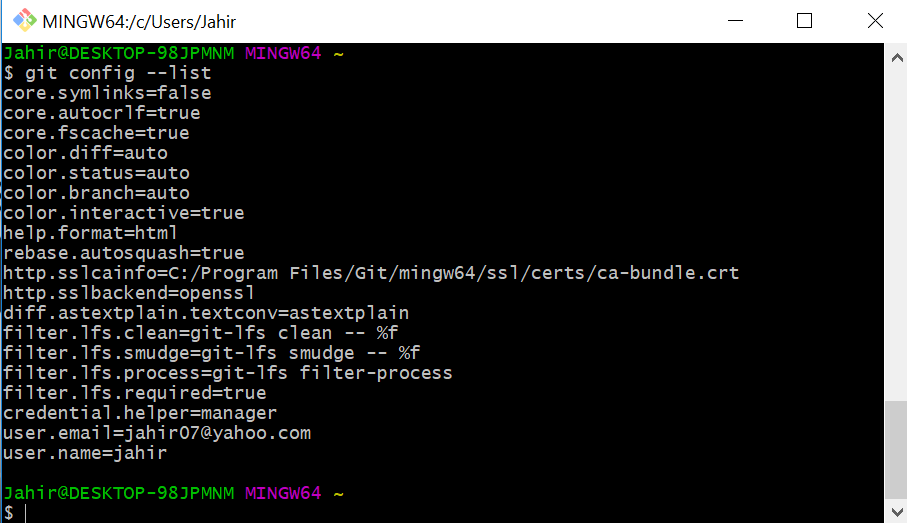 MINGW64:/c/Users/Jahir
Jahir@DESKTOP-98JPMNM MINGW64 ~
$ git config --list
core.symlinks=false
core.autocrlf=true
core.fscache=true
color.diff=auto
color.status=auto
color.branch=auto
color.interactive=true
help.format=html
rebase.autosquash=true
http.sslcainfo=C:/Program Files/Git/mingw64/ssl/certs/ca-bundle.crt
http.sslbackend=openssl
diff.astextplain.textconv=astextplain
filter.lfs.clean=git-lfs clean -- %f
filter.lfs.smudge=git-lfs smudge -- %f
filter.lfs.process=git-lfs filter-process
filter.lfs.required=true
credential.helper=manager
user.email=jahir07@yahoo.com
user.name=jahir
Jahir@DESKTOP-98JPMNM MINGW64 ~
$